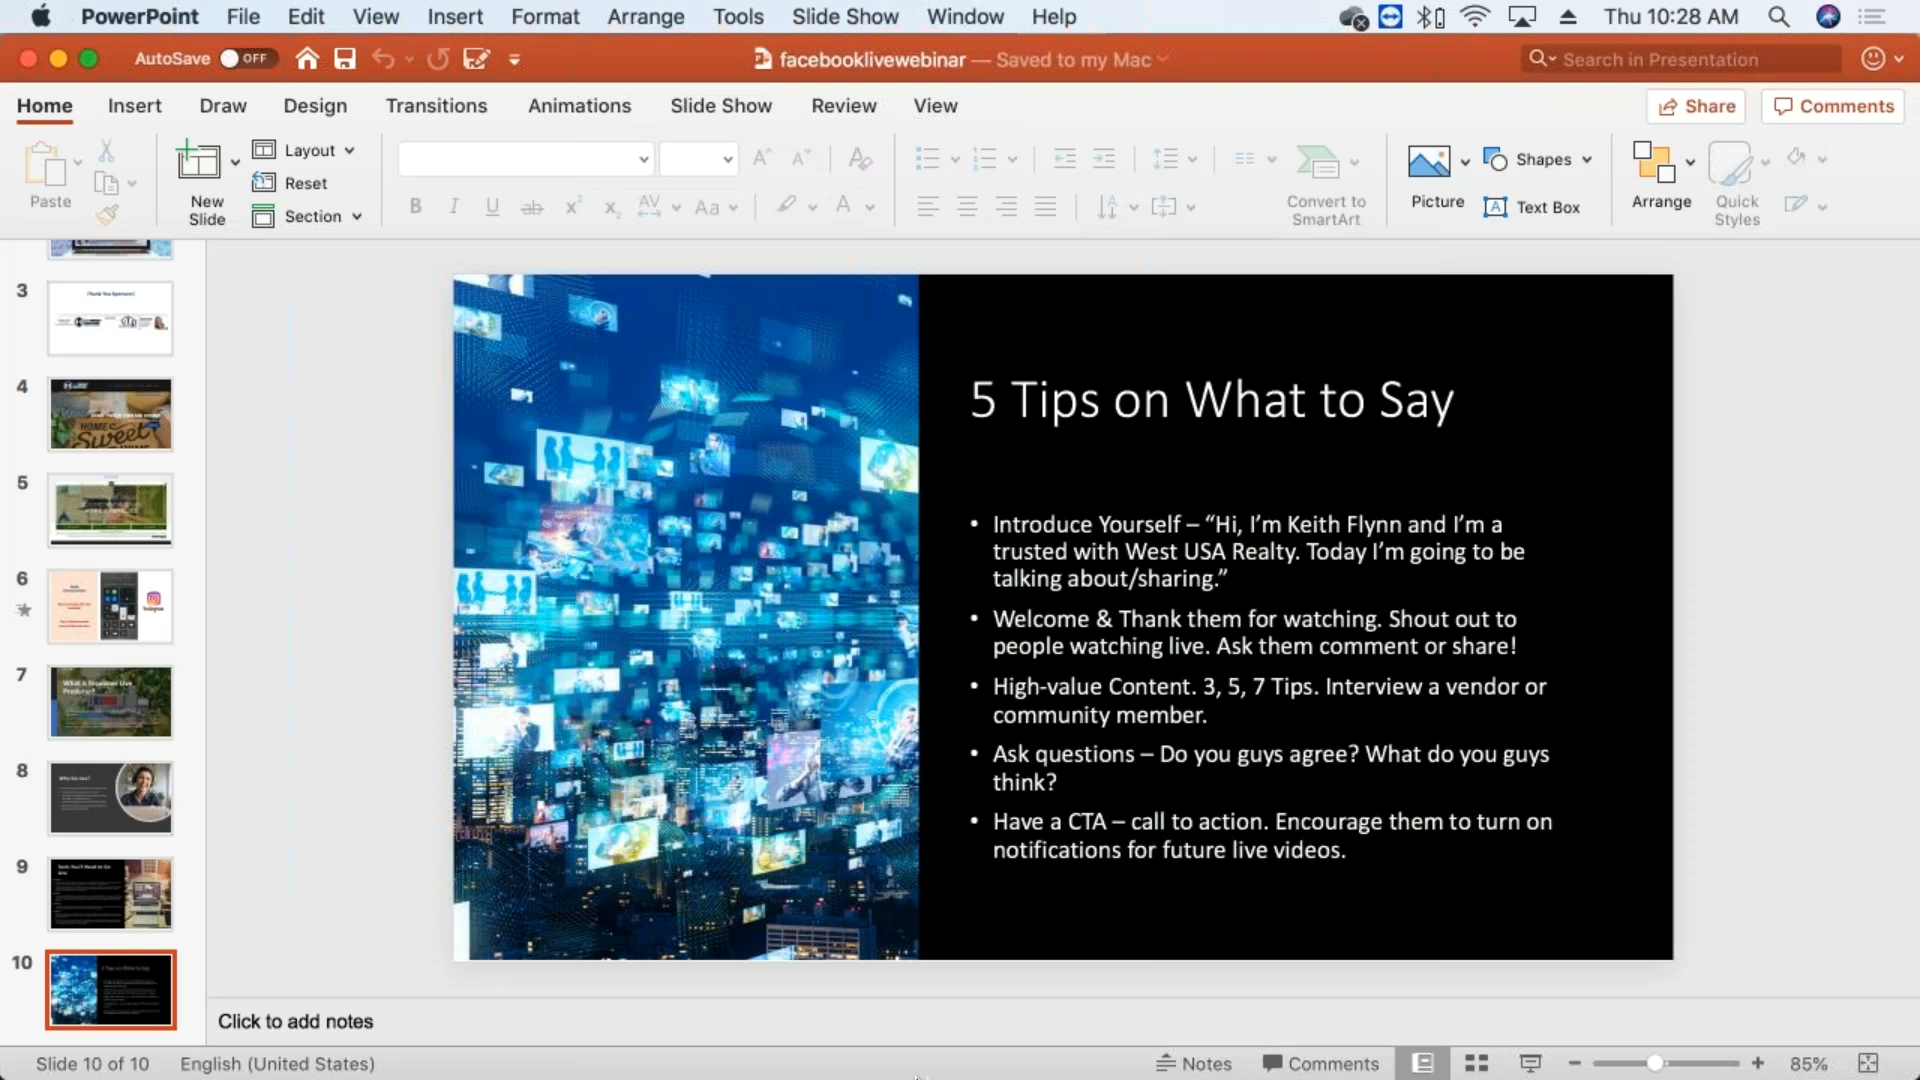 PowerPoint File Edit View Insert Format Arrange Tools Slide Show Window Help Thu 10:28 AM
AutoSave OFF facebooklivewebinar — Saved to my Mac Search in Presentation
Home Insert Draw Design Transitions Animations Slide Show Review View Share Comments
Paste
New Slide
Layout
Reset
Section
Convert to SmartArt
Picture
Shapes
Text Box
Arrange
Quick Styles
3
4
5
6
7
8
9
10
5 Tips on What to Say
• Introduce Yourself – “Hi, I’m Keith Flynn and I’m a
trusted with West USA Realty. Today I’m going to be
talking about/sharing.”
• Welcome & Thank them for watching. Shout out to
people watching live. Ask them comment or share!
• High-value Content. 3, 5, 7 Tips. Interview a vendor or
community member.
• Ask questions – Do you guys agree? What do you guys
think?
• Have a CTA – call to action. Encourage them to turn on
notifications for future live videos.
Click to add notes
Slide 10 of 10 English (United States) Notes Comments 85%